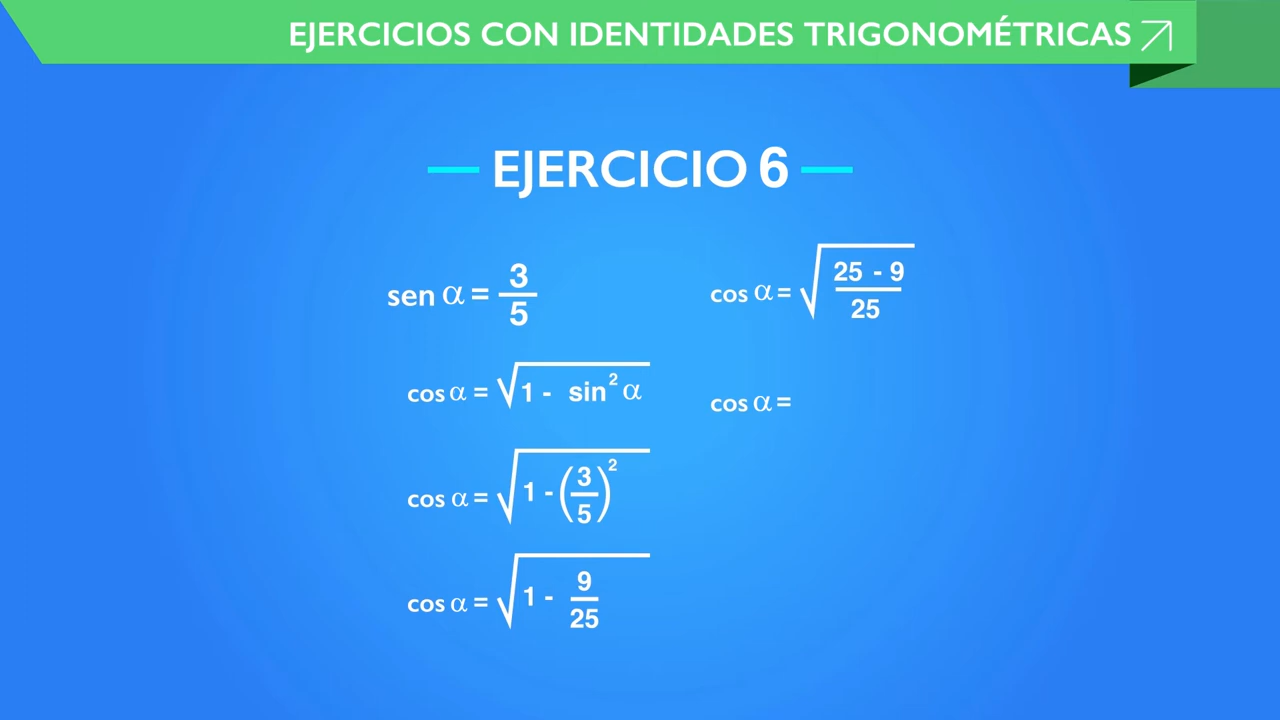 EJERCICIOS CON IDENTIDADES TRIGONOMÉTRICAS
EJERCICIO 6
sen α = 3/5
cos α = √(1 - sin² α)
cos α = √(1 - (3/5)²)
cos α = √(1 - 9/25)
cos α = √((25 - 9)/25)
cos α =